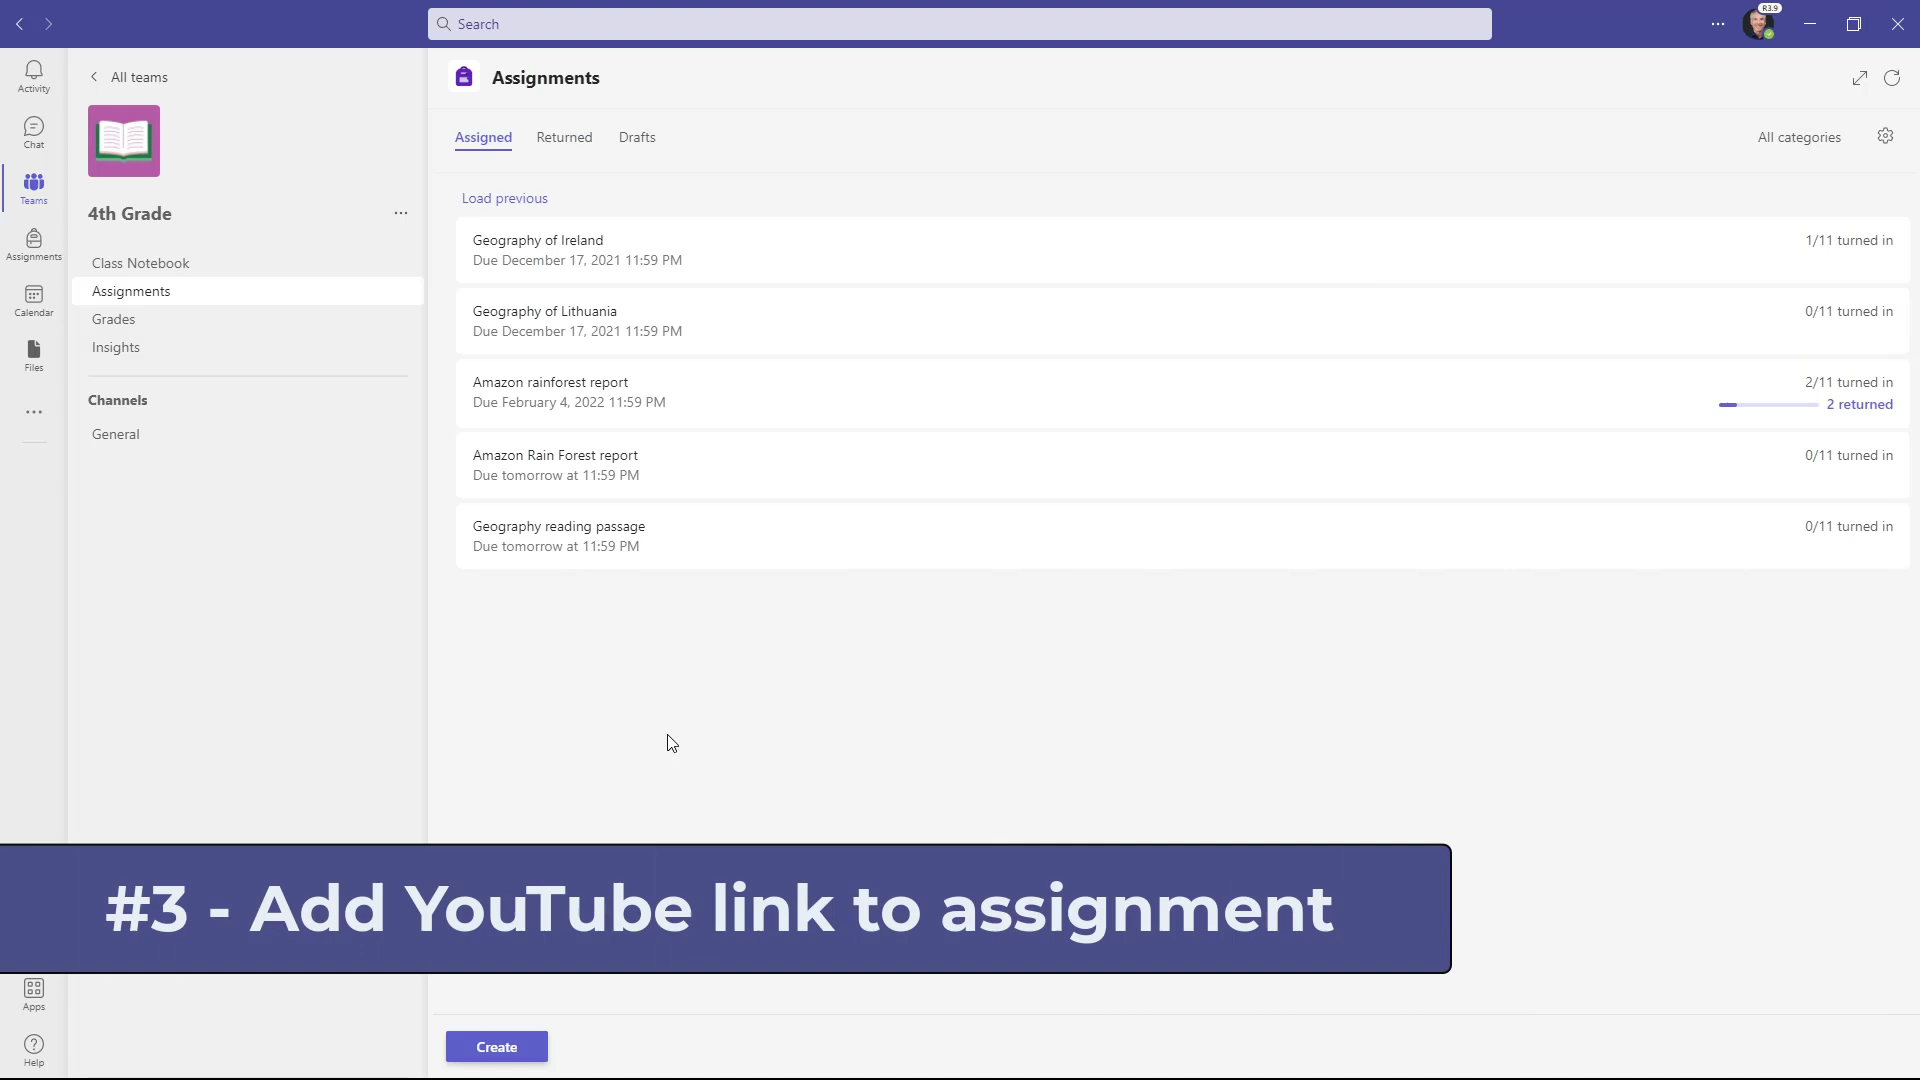 Search
R3.9
Activity
Chat
Teams
Assignments
Calendar
Files
Apps
Help
All teams
4th Grade
Class Notebook
Assignments
Grades
Insights
Channels
General
Assignments
Assigned Returned Drafts
All categories
Load previous
Geography of Ireland
Due December 17, 2021 11:59 PM
1/11 turned in
Geography of Lithuania
Due December 17, 2021 11:59 PM
0/11 turned in
Amazon rainforest report
Due February 4, 2022 11:59 PM
2/11 turned in
2 returned
Amazon Rain Forest report
Due tomorrow at 11:59 PM
0/11 turned in
Geography reading passage
Due tomorrow at 11:59 PM
0/11 turned in
#3 - Add YouTube link to assignment
Create